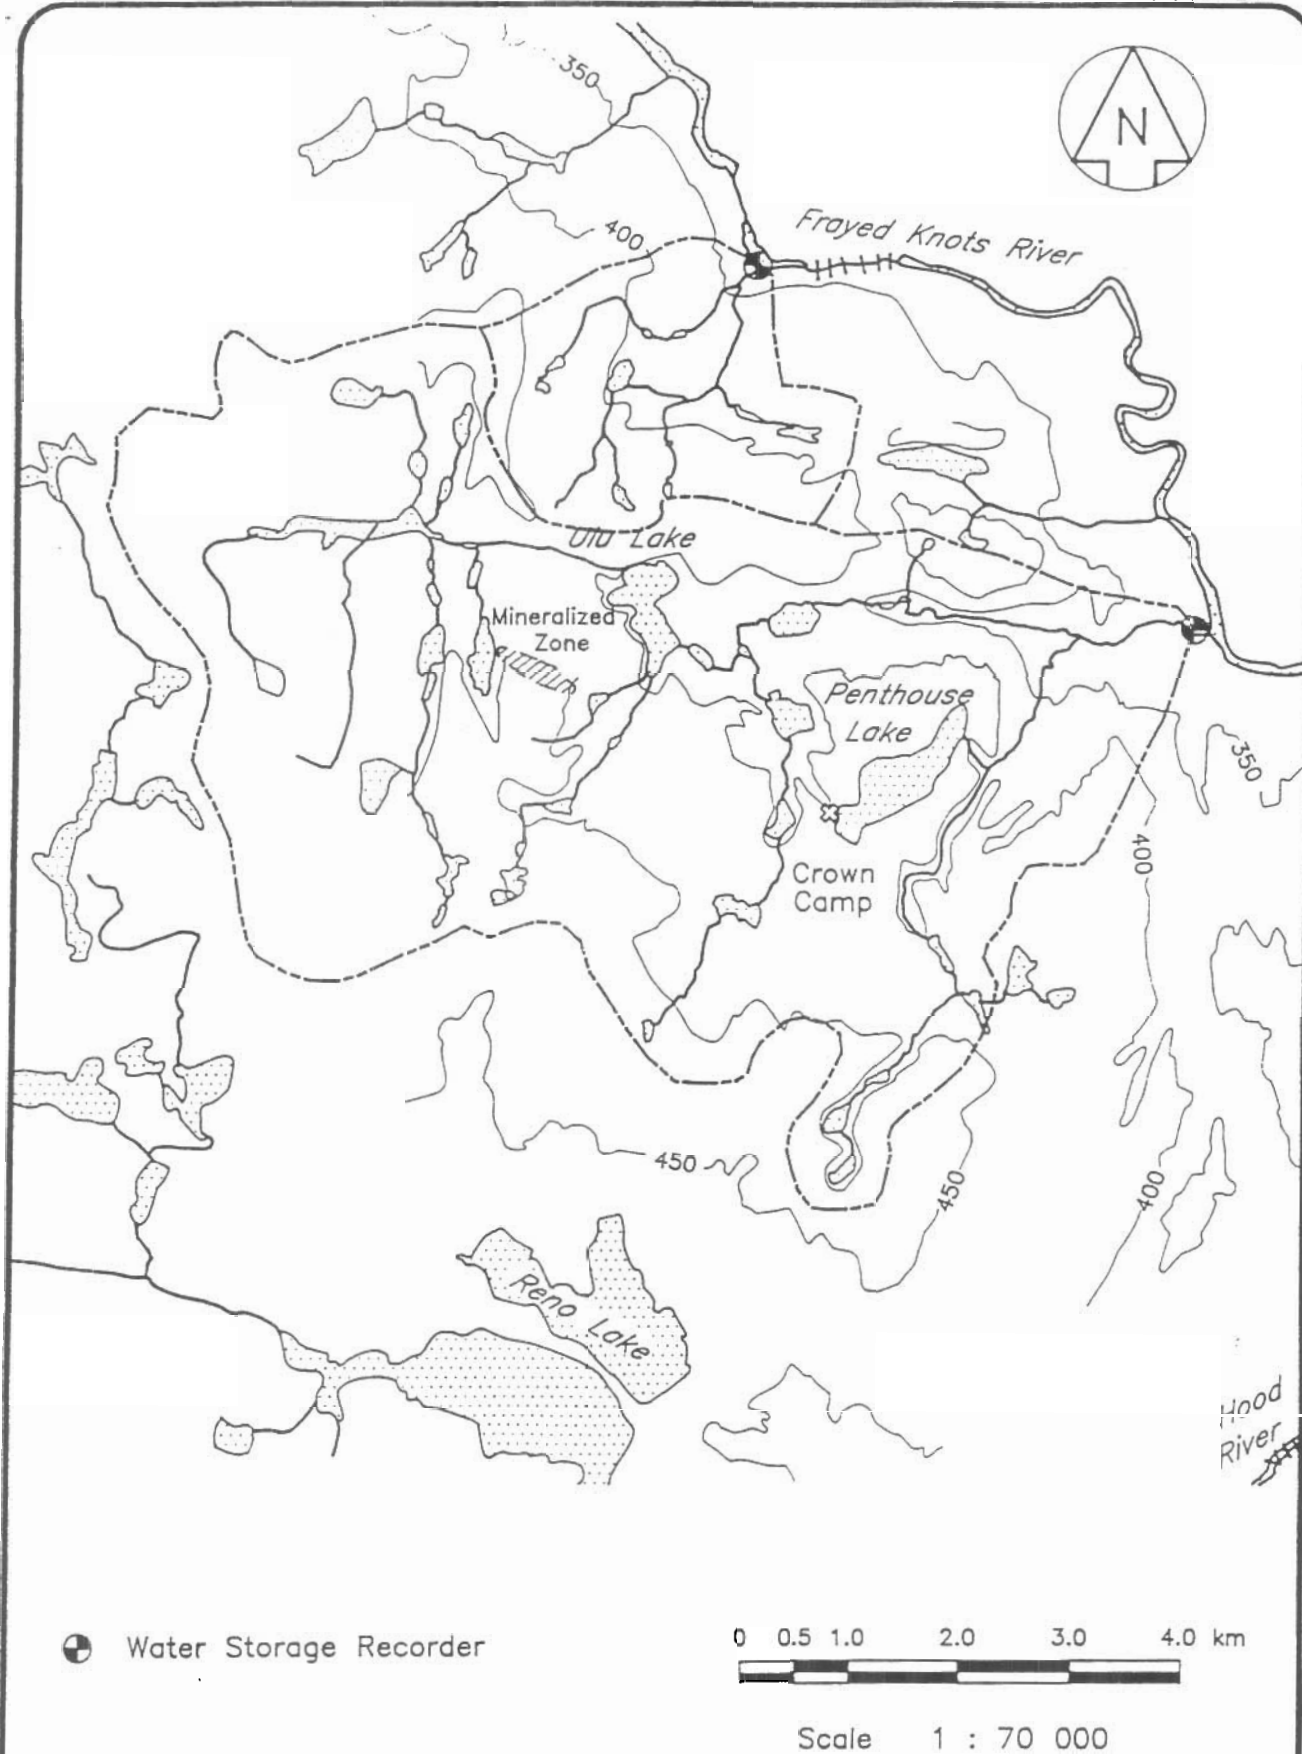 350
N
400
Frayed Knots River
Ulu Lake
Mineralized
Zone
Penthouse
Lake
350
400
Crown
Camp
450
450
400
Reno Lake
Hood
River
Water Storage Recorder
0 0.5 1.0 2.0 3.0 4.0 km
Scale 1 : 70 000